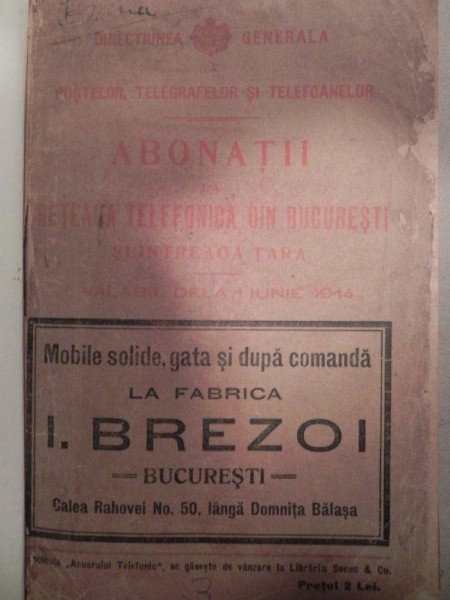 DIRECȚIUNEA GENERALA
A
POȘTELOR, TELEGRAFELOR ȘI TELEFOANELOR
ABONAȚII
LA
REȚEAUA TELEFONICĂ DIN BUCUREȘTI
ȘI INTREAGA ȚARA
VALABIL DELA 1 IUNIE 1914
Mobile solide, gata și după comandă
LA FABRICA
I. BREZOI
BUCUREȘTI
Calea Rahovei No. 50, lângă Domnița Bălașa
„Anuarului Telefonic", se găsește de vânzare la Librăria Socec & Co.
Prețul 2 Lei.
3